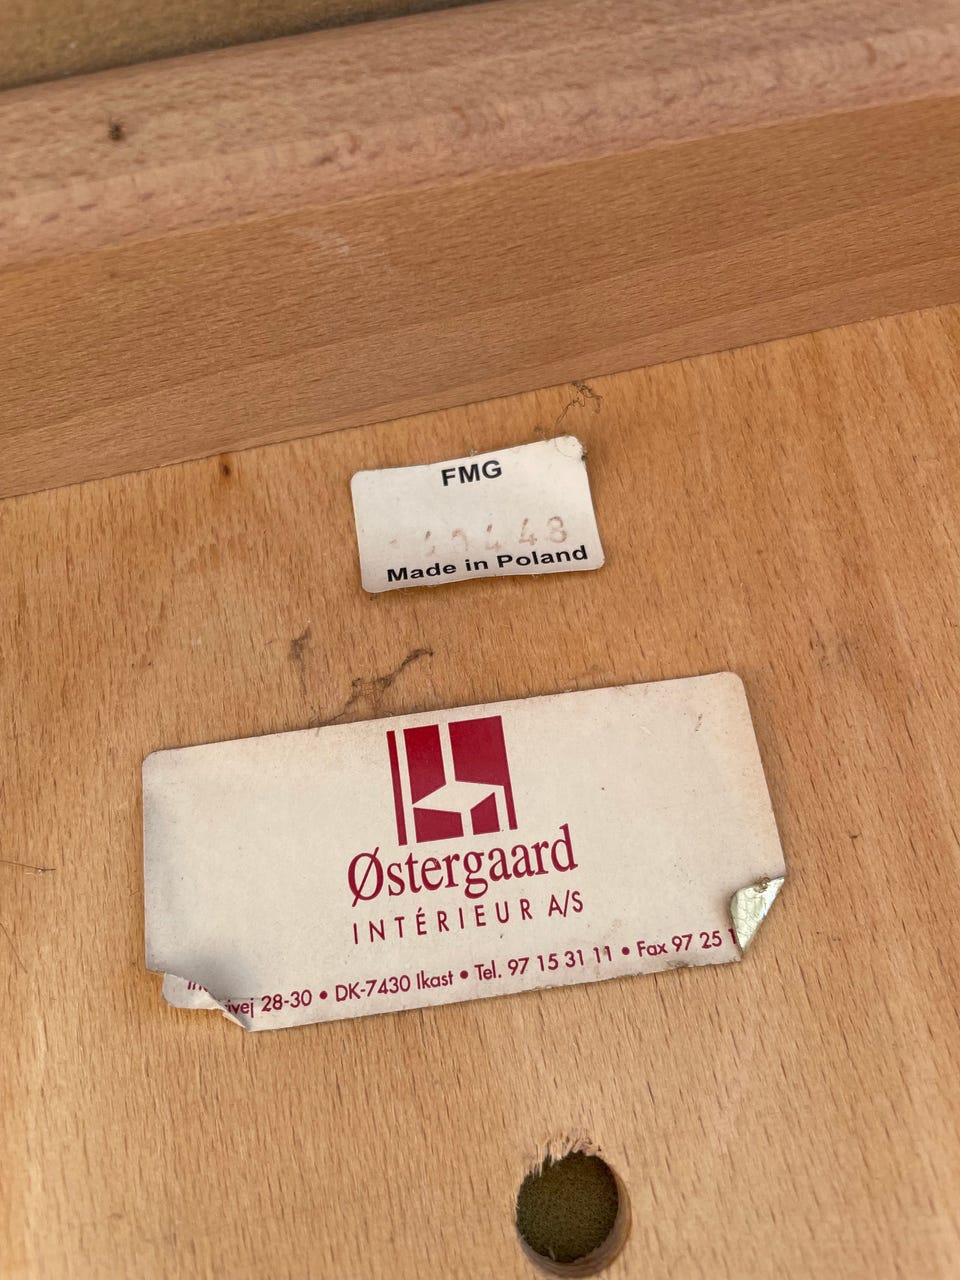 FMG
Made in Poland
Østergaard
INTÉRIEUR A/S
28-30 • DK-7430 Ikast • Tel. 97 15 31 11 • Fax 97 25